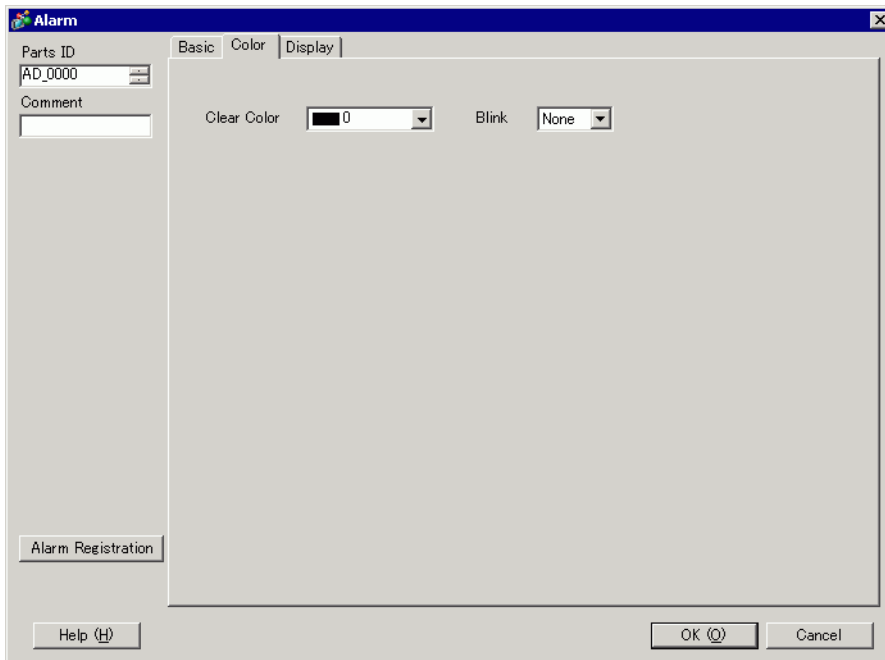 Alarm
Parts ID
AD_0000
Comment
Alarm Registration
Basic Color Display
Clear Color 0 Blink None
Help (H) OK (O) Cancel